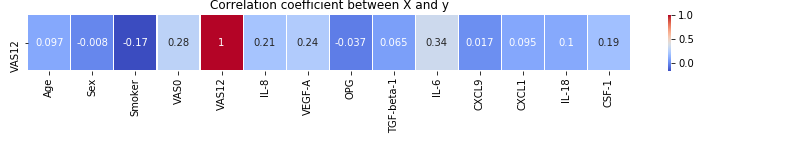 Correlation coefficient between X and y
VAS12
0.097 -0.008 -0.17 0.28 1 0.21 0.24 -0.037 0.065 0.34 0.017 0.095 0.1 0.19
Age Sex Smoker VAS0 VAS12 IL-8 VEGF-A OPG TGF-beta-1 IL-6 CXCL9 CXCL1 IL-18 CSF-1
1.0
0.5
0.0